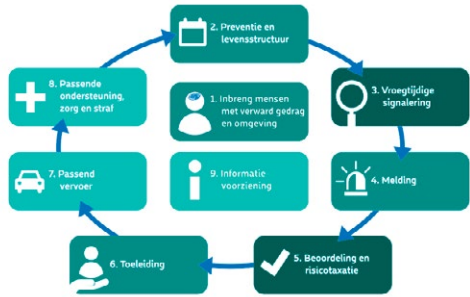 2. Preventie en
levensstructuur
8. Passende
ondersteuning,
zorg en straf
1. Inbreng mensen
met verward gedrag
en omgeving
3. Vroegtijdige
signalering
7. Passend
vervoer
9. Informatie
voorziening
4. Melding
6. Toeleiding
5. Beoordeling en
risicotaxatie